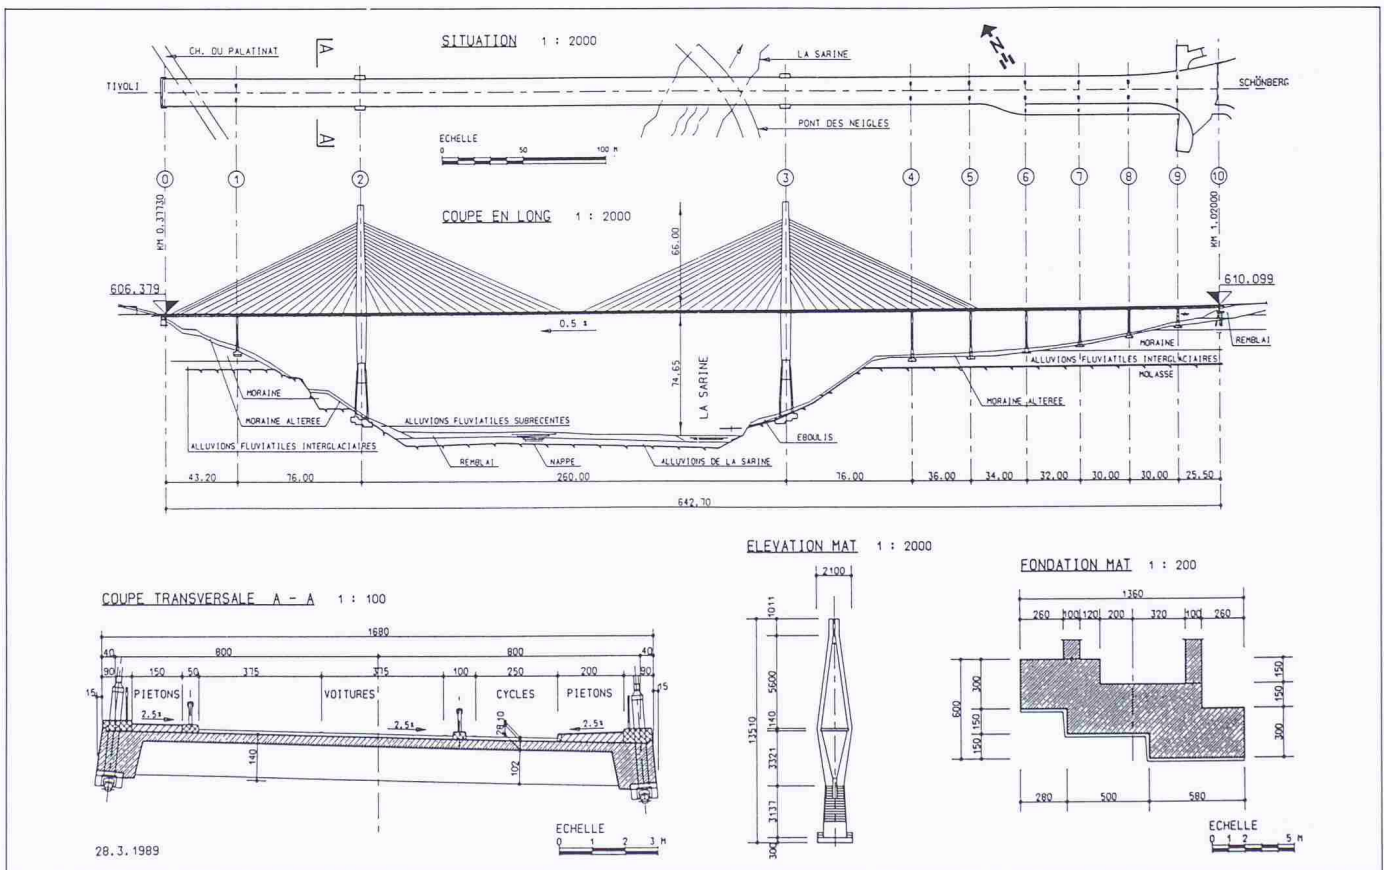 SITUATION 1 : 2000
A
CH. DU PALATINAT
LA SARINE
N
TIVOLI
SCHÖNBERG
A
PONT DES NEIGLES
ECHELLE
0 50 100 M
0 1 2 3 4 5 6 7 8 9 10
KM 0.37730
COUPE EN LONG 1 : 2000
66.00
KM 1.02000
606.379
610.099
0.5 %
74.65
LA SARINE
REMBLAI
MORAINE
ALLUVIONS FLUVIATILES INTERGLACIAIRES
MOLASSE
MORAINE
MORAINE ALTEREE
MORAINE ALTEREE
ALLUVIONS FLUVIATILES SUBRECENTES
EBOULIS
ALLUVIONS FLUVIATILES INTERGLACIAIRES
REMBLAI
NAPPE
ALLUVIONS DE LA SARINE
43.20 76.00 260.00 76.00 36.00 34.00 32.00 30.00 30.00 25.50
642.70
COUPE TRANSVERSALE A - A 1 : 100
1680
40 800 800 40
90 150 50 375 375 100 250 200 90
15 PIETONS VOITURES CYCLES PIETONS 15
2.5% 2.5% 28 10 2.5%
140 102
ECHELLE
0 1 2 3 M
28.3.1989
ELEVATION MAT 1 : 2000
2100
1011
5600
140
13510
3321
3137
300
FONDATION MAT 1 : 200
1360
260 100 120 200 320 100 260
600
300
150
150
150
150
300
280 500 580
ECHELLE
0 1 2 5 M